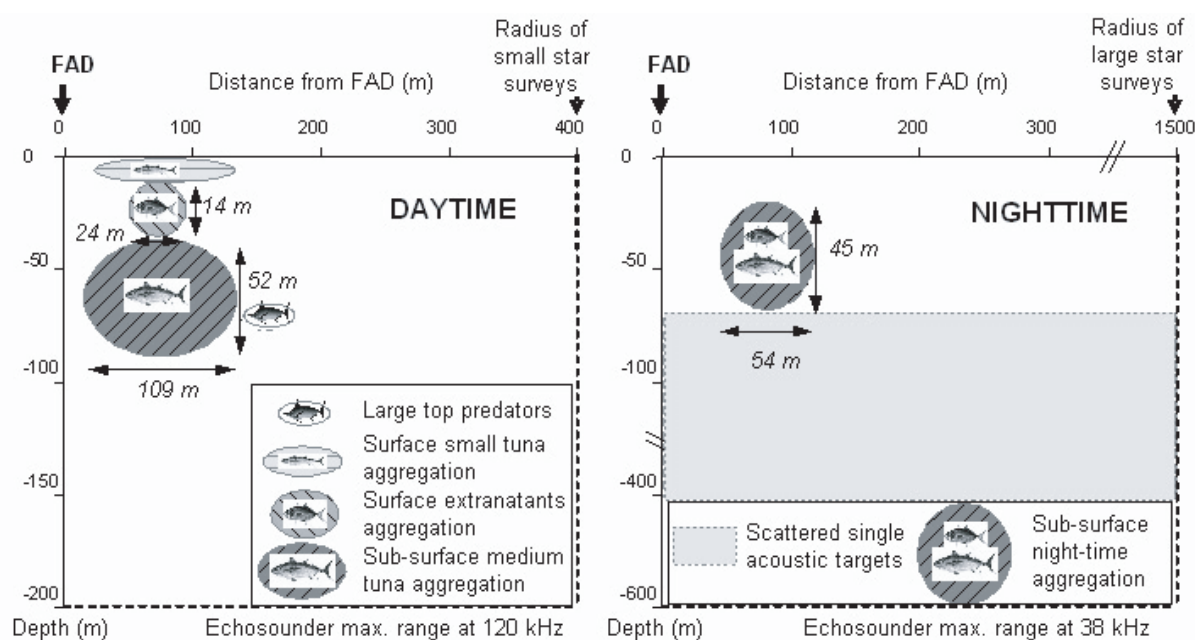 Radius of
small star
surveys
FAD
Distance from FAD (m)
0 100 200 300 400
0
-50
-100
-150
-200
DAYTIME
14 m
24 m
52 m
109 m
Large top predators
Surface small tuna
aggregation
Surface extranatants
aggregation
Sub-surface medium
tuna aggregation
Depth (m) Echosounder max. range at 120 kHz
Radius of
large star
surveys
FAD
Distance from FAD (m)
0 100 200 300 1500
0
-50
-100
-400
-600
NIGHTTIME
45 m
54 m
Scattered single
acoustic targets
Sub-surface
night-time
aggregation
Depth (m) Echosounder max. range at 38 kHz